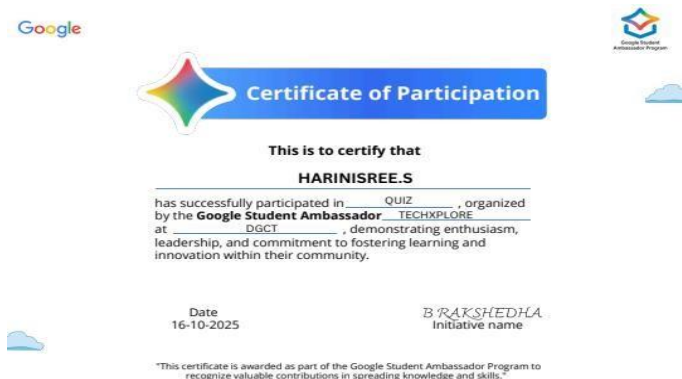 Google
Google Student
Ambassador Program
Certificate of Participation
This is to certify that
HARINISREE.S
has successfully participated in QUIZ , organized
by the Google Student Ambassador TECHXPLORE
at DGCT , demonstrating enthusiasm,
leadership, and commitment to fostering learning and
innovation within their community.
Date
16-10-2025
B RAKSHEDHA
Initiative name
"This certificate is awarded as part of the Google Student Ambassador Program to
recognize valuable contributions in spreading knowledge and skills."